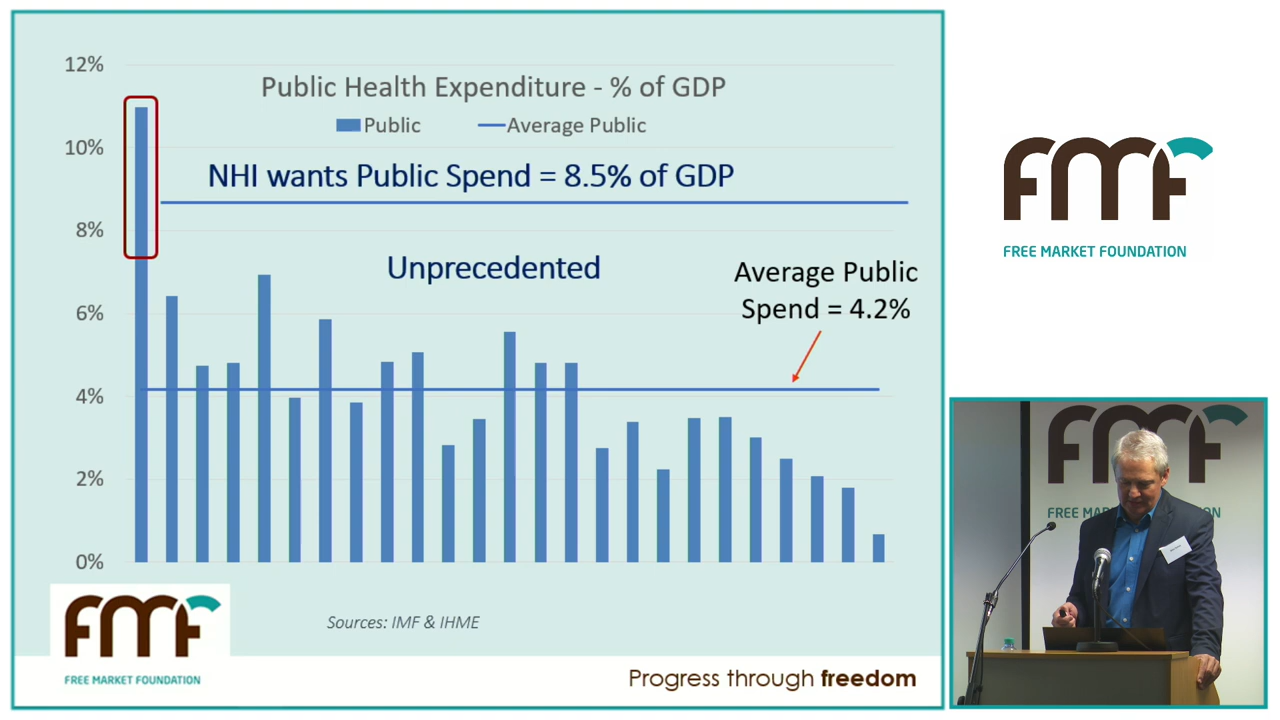 12%
Public Health Expenditure - % of GDP
Public
Average Public
10%
NHI wants Public Spend = 8.5% of GDP
8%
Unprecedented
Average Public
Spend = 4.2%
6%
4%
2%
0%
FMF
FREE MARKET FOUNDATION
Sources: IMF & IHME
Progress through freedom
FMF
FREE MARKET FOUNDATION
FMF
FREE MAR
ON